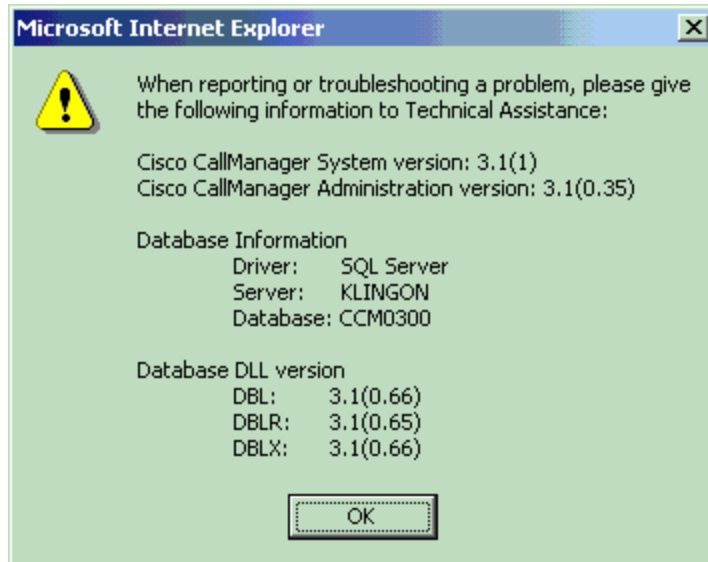 Microsoft Internet Explorer
When reporting or troubleshooting a problem, please give
the following information to Technical Assistance:
Cisco CallManager System version: 3.1(1)
Cisco CallManager Administration version: 3.1(0.35)
Database Information
Driver: SQL Server
Server: KLINGON
Database: CCM0300
Database DLL version
DBL: 3.1(0.66)
DBLR: 3.1(0.65)
DBLX: 3.1(0.66)
OK